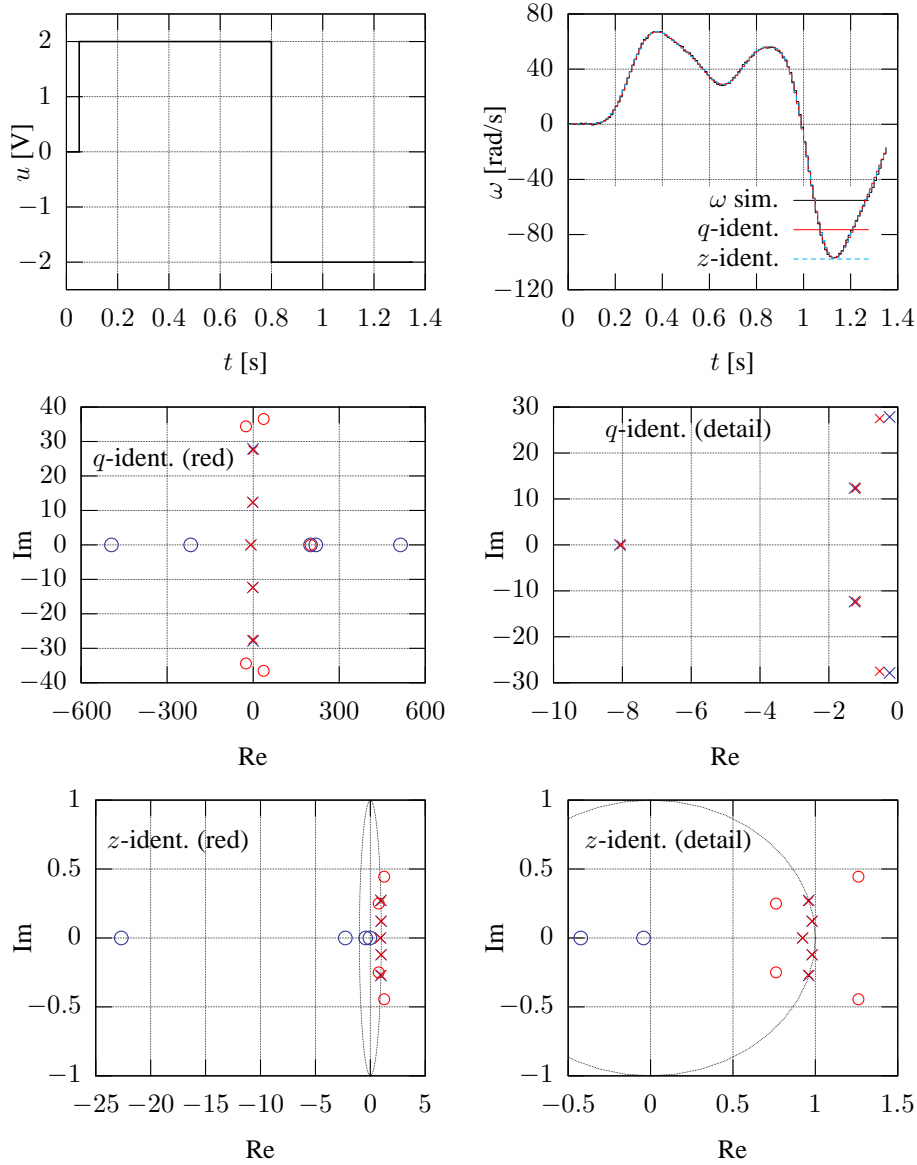 2
1
0
−1
−2
u [V]
0 0.2 0.4 0.6 0.8 1 1.2 1.4
t [s]
80
40
0
−40
−80
−120
ω [rad/s]
ω sim.
q-ident.
z-ident.
0 0.2 0.4 0.6 0.8 1 1.2 1.4
t [s]
40
30
20
10
0
−10
−20
−30
−40
Im
q-ident. (red)
−600 −300 0 300 600
Re
30
20
10
0
−10
−20
−30
Im
q-ident. (detail)
−10 −8 −6 −4 −2 0
Re
1
0.5
0
−0.5
−1
Im
z-ident. (red)
−25 −20 −15 −10 −5 0 5
Re
1
0.5
0
−0.5
−1
Im
z-ident. (detail)
−0.5 0 0.5 1 1.5
Re